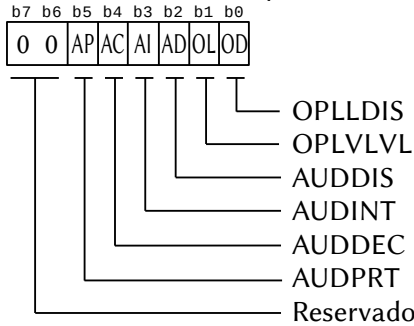 b7 b6 b5 b4 b3 b2 b1 b0
0 0 AP AC AI AD OL OD
OPLLDIS
OPLVLVL
AUDDIS
AUDINT
AUDDEC
AUDPRT
Reservado